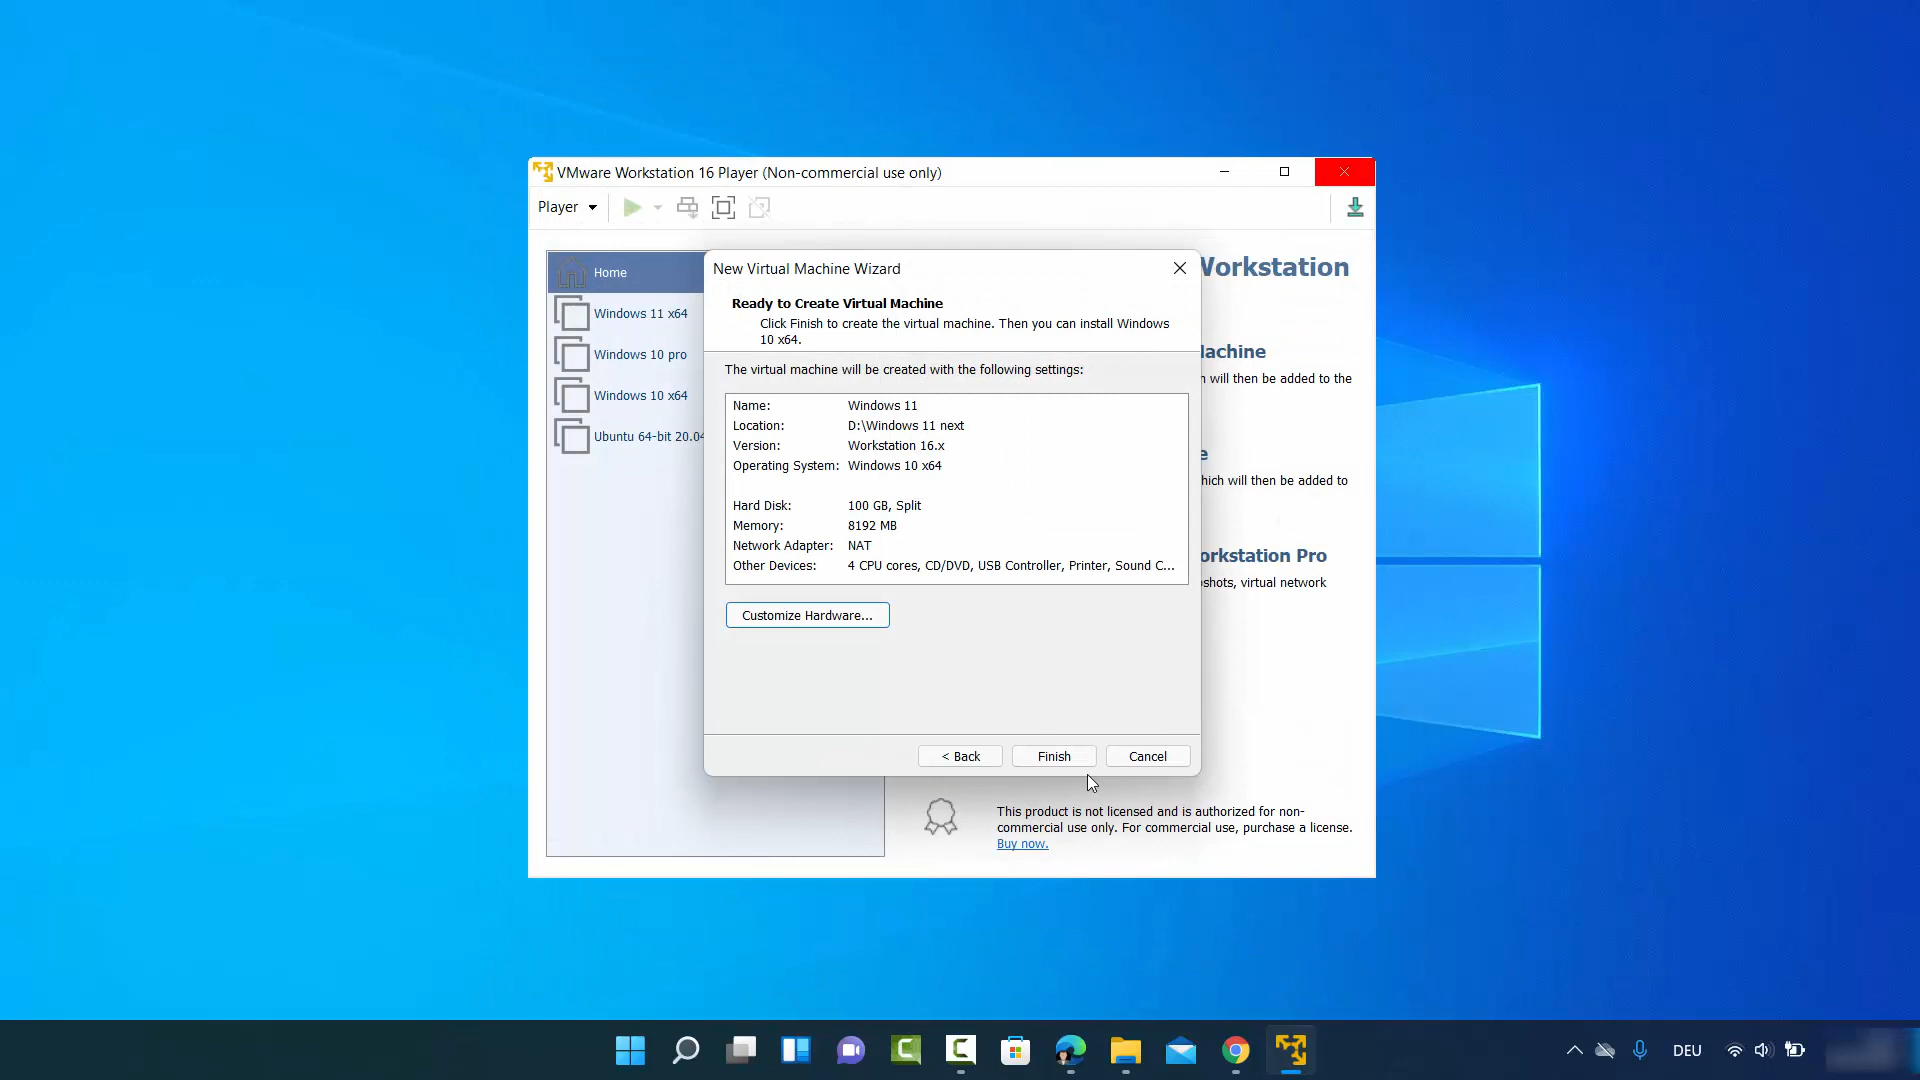 VMware Workstation 16 Player (Non-commercial use only)
Player
Home
Windows 11 x64
Windows 10 pro
Windows 10 x64
Ubuntu 64-bit 20.04
New Virtual Machine Wizard
Ready to Create Virtual Machine
Click Finish to create the virtual machine. Then you can install Windows
10 x64.
The virtual machine will be created with the following settings:
Name: Windows 11
Location: D:\Windows 11 next
Version: Workstation 16.x
Operating System: Windows 10 x64
Hard Disk: 100 GB, Split
Memory: 8192 MB
Network Adapter: NAT
Other Devices: 4 CPU cores, CD/DVD, USB Controller, Printer, Sound C...
Customize Hardware...
< Back
Finish
Cancel
Workstation
achine
will then be added to the
e
hich will then be added to
orkstation Pro
shots, virtual network
This product is not licensed and is authorized for non-
commercial use only. For commercial use, purchase a license.
Buy now.
DEU